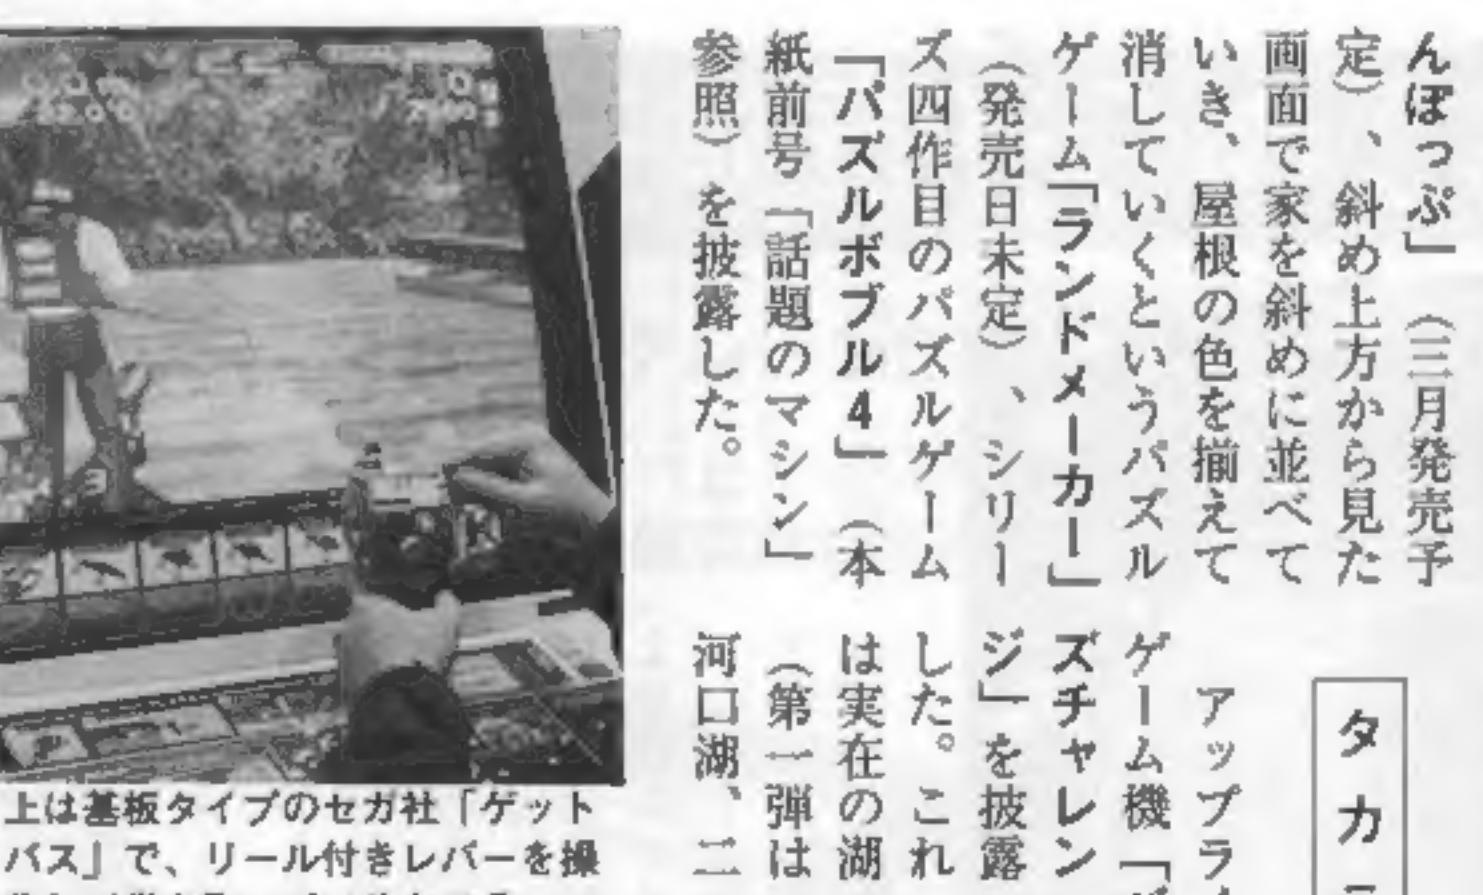 んぽっぷ」（三月発売予
定）、斜め上方から見た
画面で家を斜めに並べて
いき、屋根の色を揃えて
消していくというパズル
ゲーム「ランドメーカー」
（発売日未定）、シリー
ズ四作目のパズルゲーム
「パズルボブル4」（本
紙前号「話題のマシン」
参照）を披露した。
タカ
アップラ
ゲーム機「バ
ズチャレン
ジ」を披露
した。これ
は実在の湖
（第一弾は
河口湖、二
上は基板タイプのセガ社「ゲット
バス」で、リール付きレバーを操